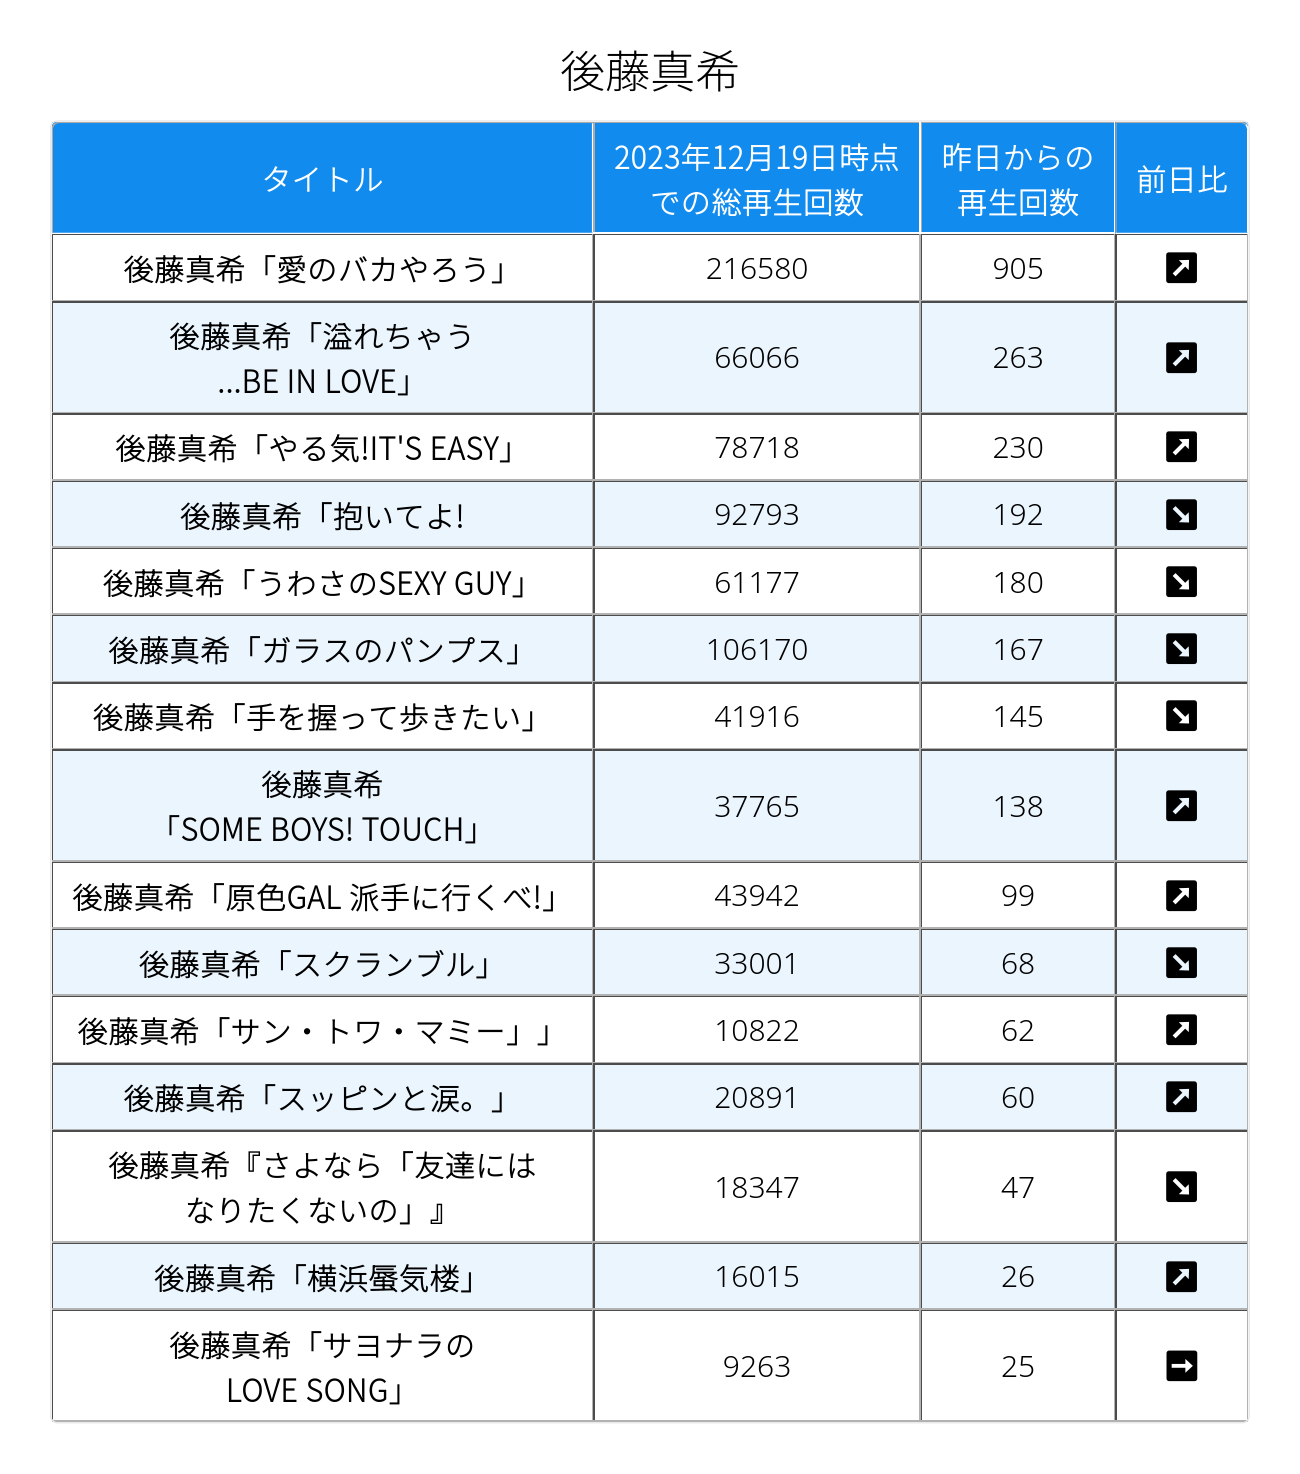 後藤真希
タイトル
2023年12月19日時点
での総再生回数
昨日からの
再生回数
前日比
後藤真希「愛のバカやろう」
216580
905
↗
後藤真希「溢れちゃう
...BE IN LOVE」
66066
263
↗
後藤真希「やる気!IT'S EASY」
78718
230
↗
後藤真希「抱いてよ!
92793
192
↘
後藤真希「うわさのSEXY GUY」
61177
180
↘
後藤真希「ガラスのパンプス」
106170
167
↘
後藤真希「手を握って歩きたい」
41916
145
↘
後藤真希
「SOME BOYS! TOUCH」
37765
138
↗
後藤真希「原色GAL 派手に行くべ!」
43942
99
↗
後藤真希「スクランブル」
33001
68
↘
後藤真希「サン・トワ・マミー」」
10822
62
↗
後藤真希「スッピンと涙。」
20891
60
↗
後藤真希『さよなら「友達には
なりたくないの」』
18347
47
↘
後藤真希「横浜蜃気楼」
16015
26
↗
後藤真希「サヨナラの
LOVE SONG」
9263
25
→